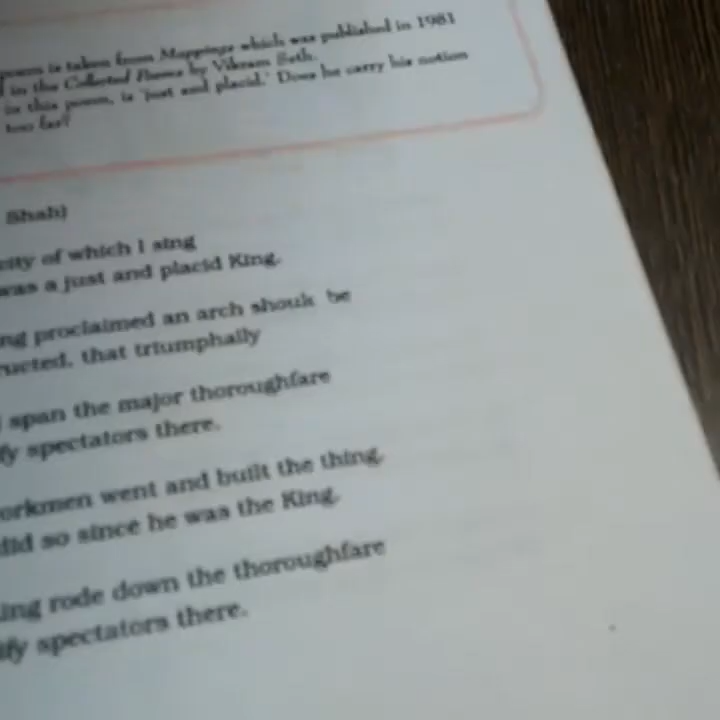 poem is taken from Mappings which was published in 1981
in the Collected Poems by Vikram Seth.
in this poem, is 'just and placid.' Does he carry his notion
too far?
Shah)
city of which I sing
was a just and placid King.
ng proclaimed an arch should be
ructed, that triumphally
span the major thoroughfare
fy spectators there.
orkmen went and built the thing.
did so since he was the King.
ing rode down the thoroughfare
ify spectators there.